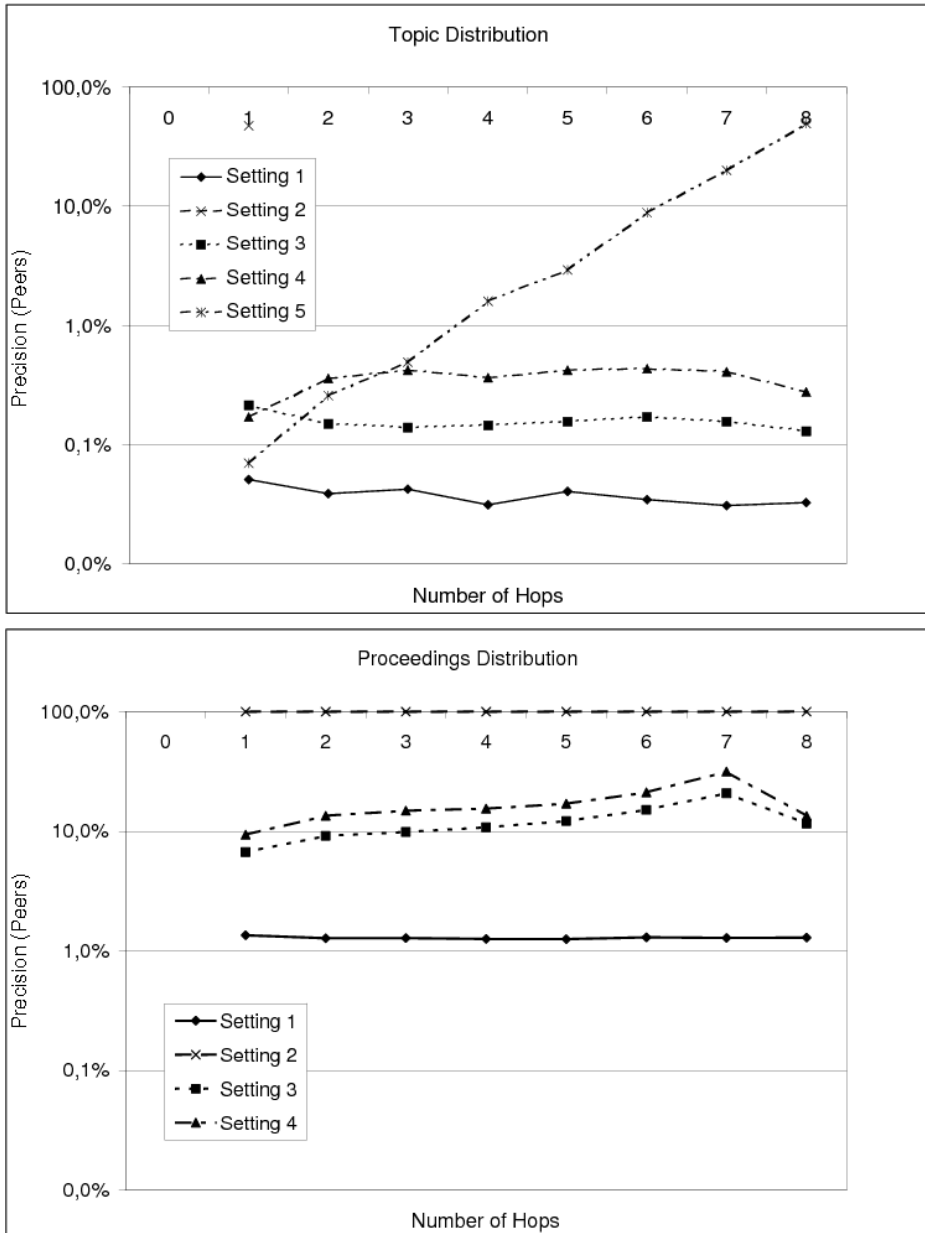 Topic Distribution
100,0%
10,0%
1,0%
0,1%
0,0%
Precision (Peers)
0 1 2 3 4 5 6 7 8
Setting 1
Setting 2
Setting 3
Setting 4
Setting 5
Number of Hops
Proceedings Distribution
100,0%
10,0%
1,0%
0,1%
0,0%
Precision (Peers)
0 1 2 3 4 5 6 7 8
Setting 1
Setting 2
Setting 3
Setting 4
Number of Hops